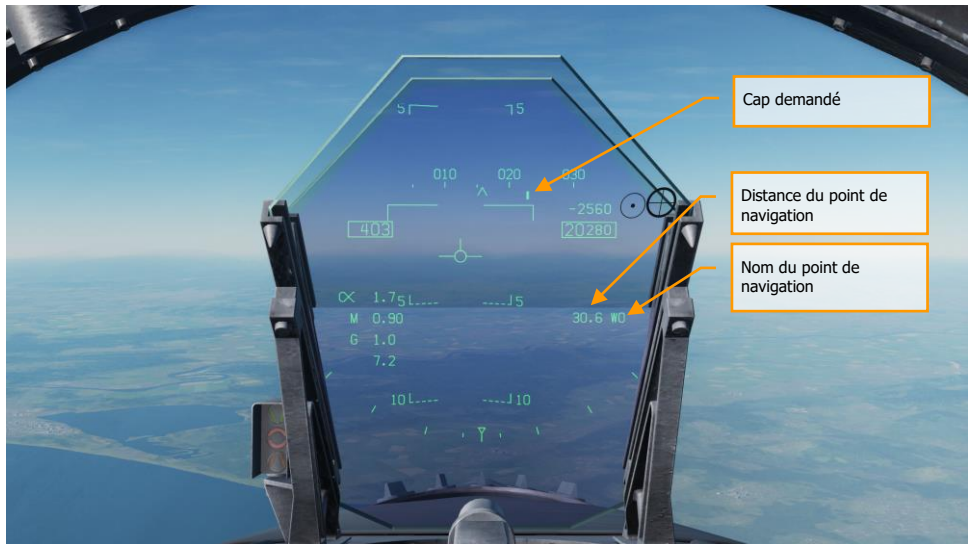 5 5
Cap demandé
010 020 030
-2560
403
20280
Distance du point de
navigation
α 1.7
5 5
M 0.90
30.6 W0
G 1.0
7.2
Nom du point de
navigation
10 10